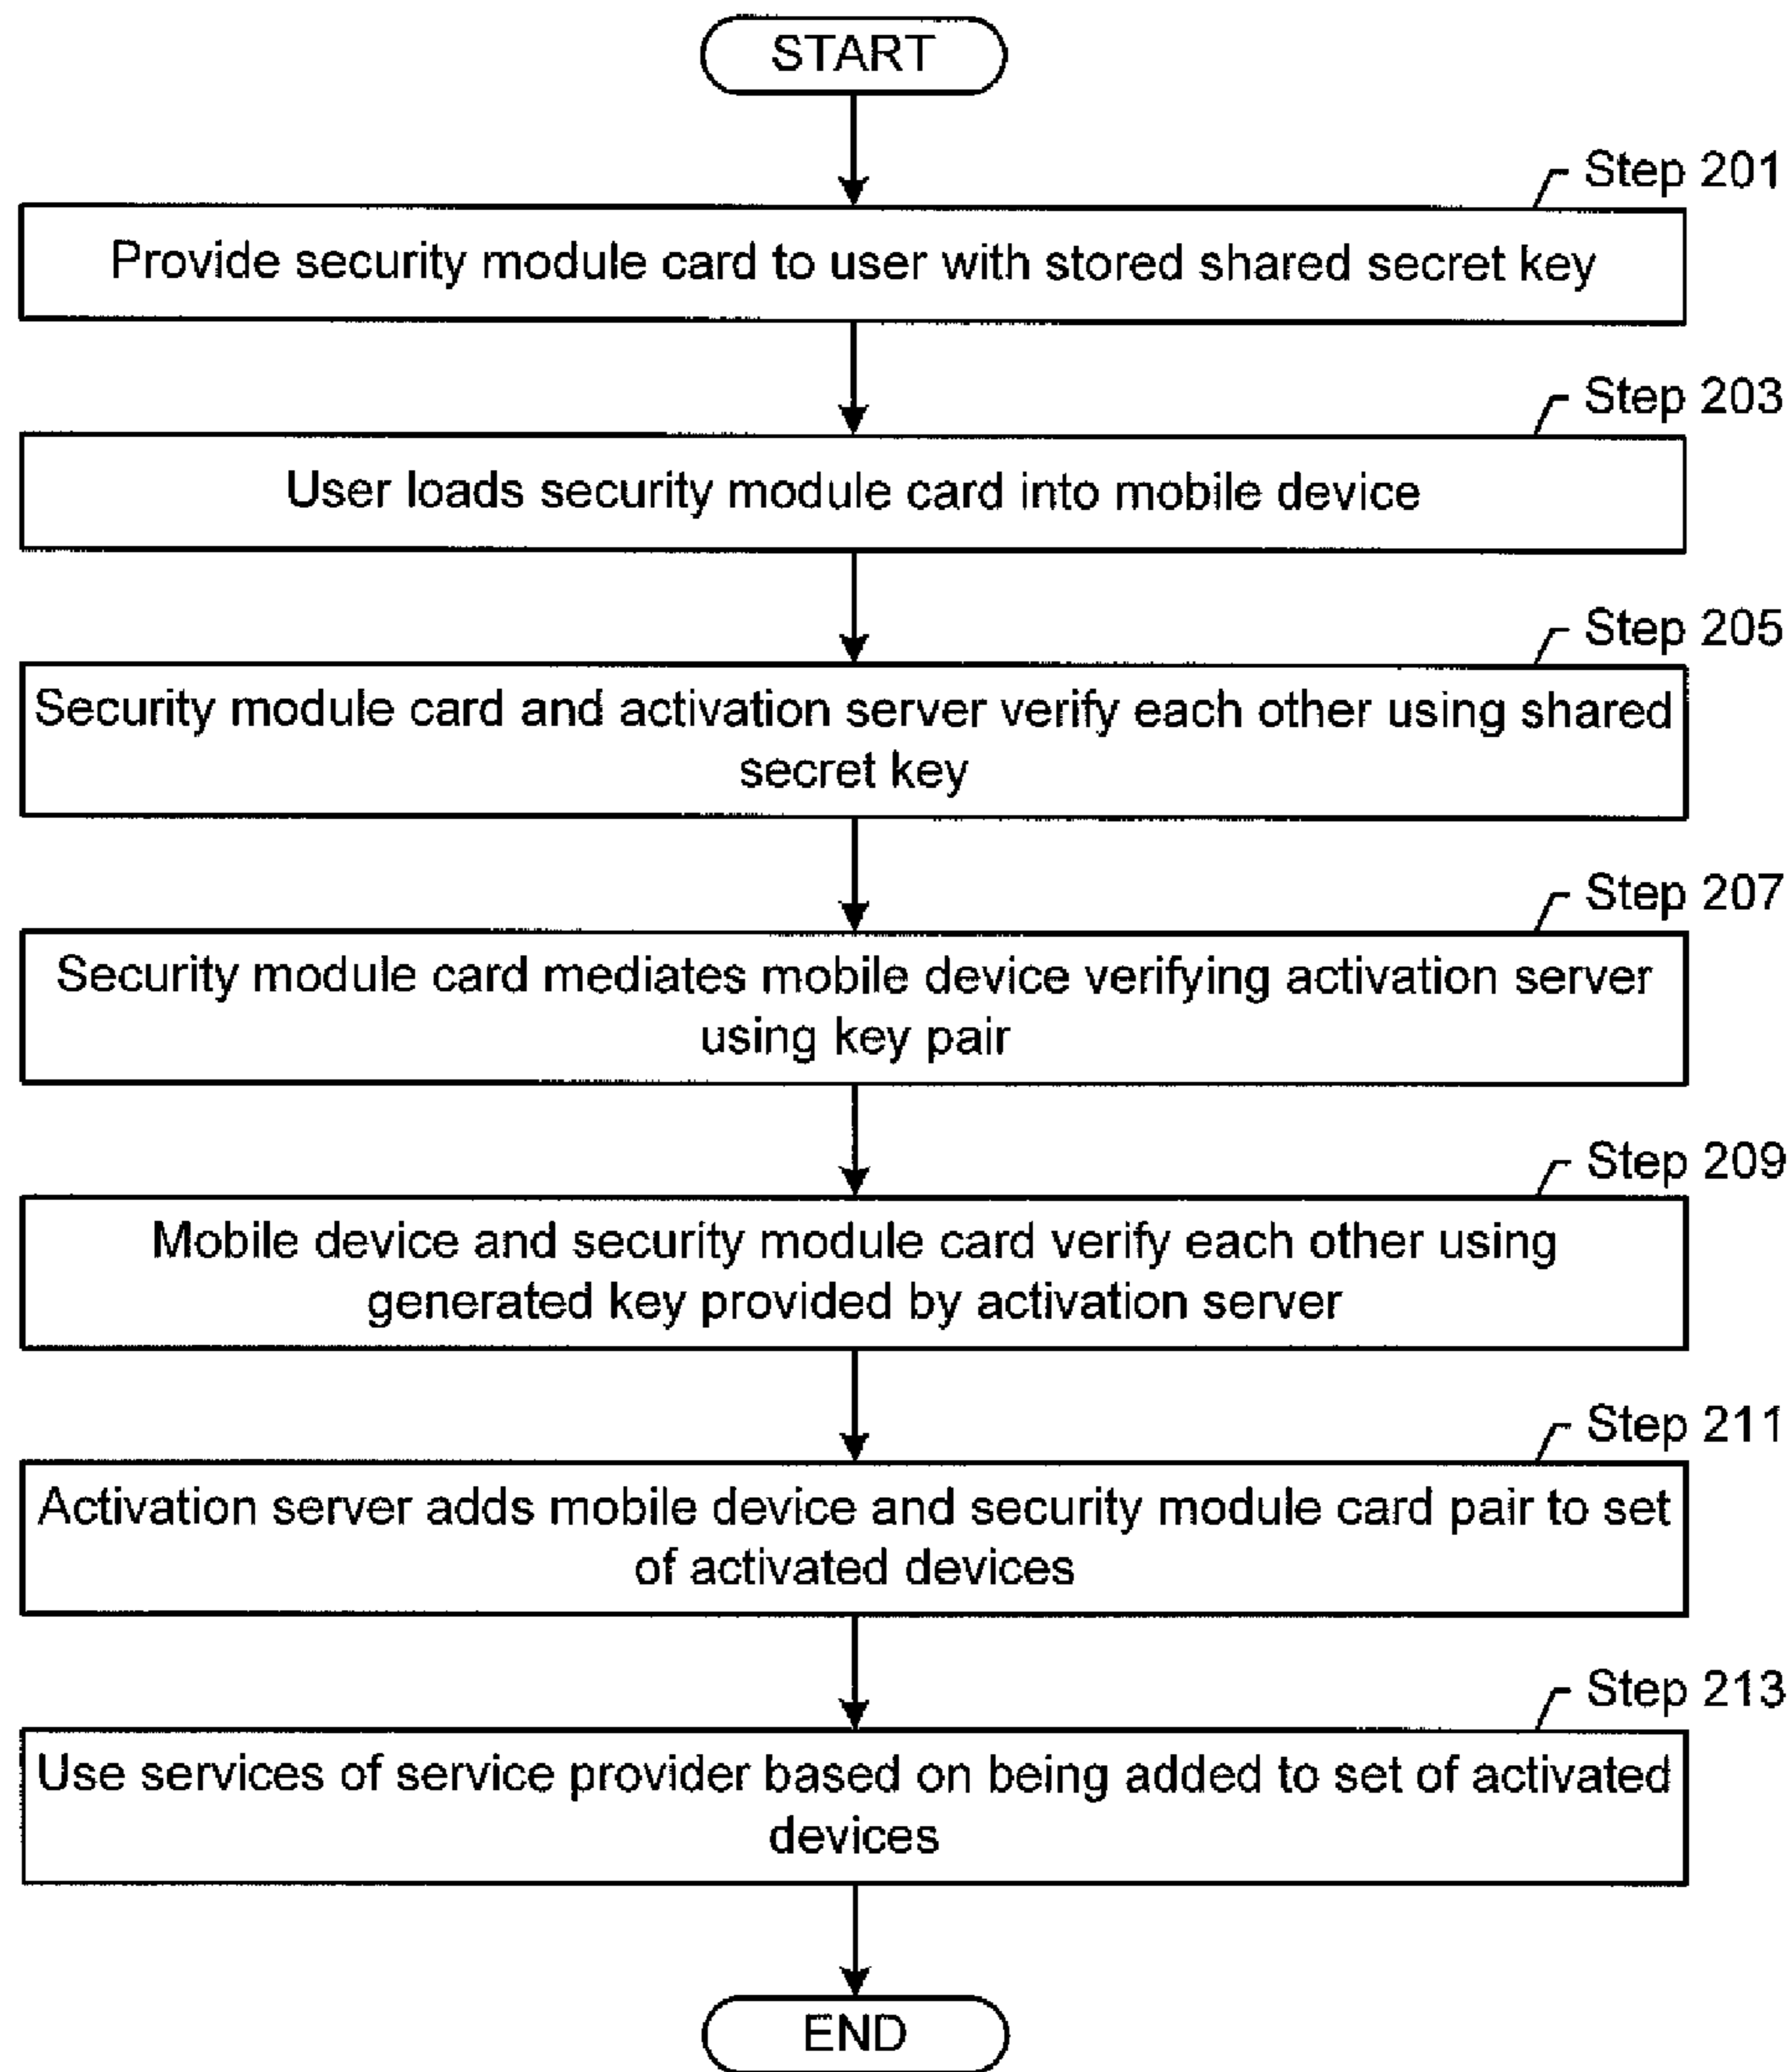 START
Step 201
Provide security module card to user with stored shared secret key
Step 203
User loads security module card into mobile device
Step 205
Security module card and activation server verify each other using shared
secret key
Step 207
Security module card mediates mobile device verifying activation server
using key pair
Step 209
Mobile device and security module card verify each other using
generated key provided by activation server
Step 211
Activation server adds mobile device and security module card pair to set
of activated devices
Step 213
Use services of service provider based on being added to set of activated
devices
END